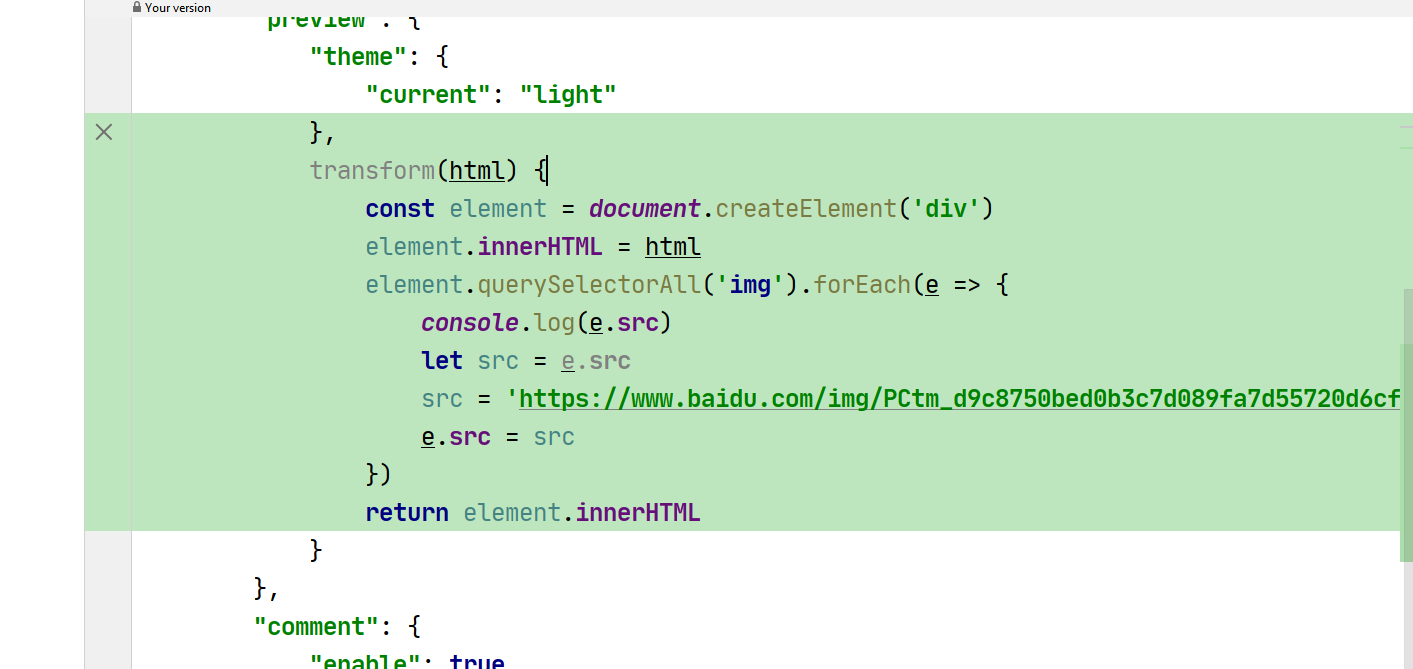 Your version
"preview": {
"theme": {
"current": "light"
},
transform(html) {
const element = document.createElement('div')
element.innerHTML = html
element.querySelectorAll('img').forEach(e => {
console.log(e.src)
let src = e.src
src = 'https://www.baidu.com/img/PCtm_d9c8750bed0b3c7d089fa7d55720d6cf
e.src = src
})
return element.innerHTML
}
},
"comment": {
"enable": true